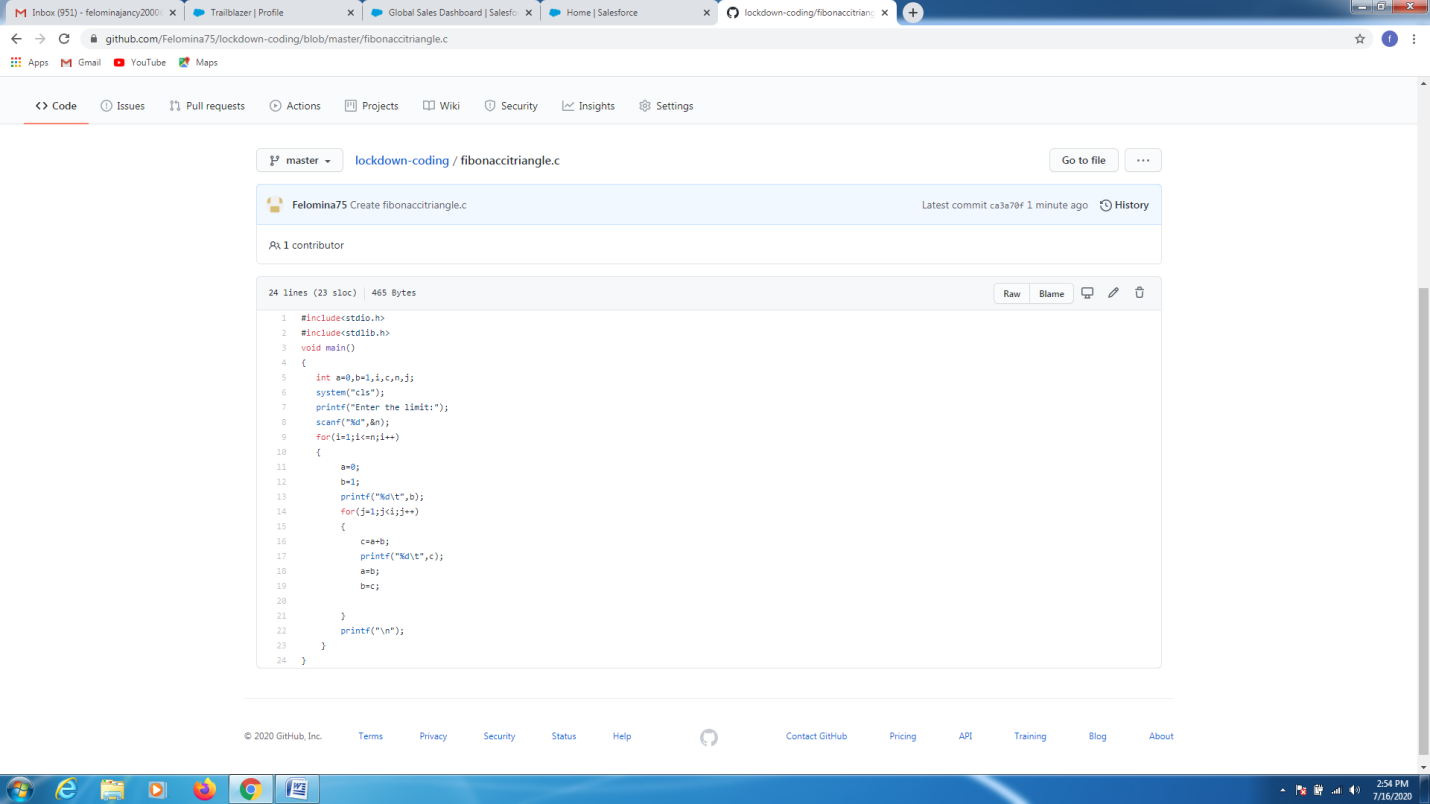 Inbox (951) - felominajancy2000
Trailblazer | Profile
Global Sales Dashboard | Salesfo
Home | Salesforce
lockdown-coding/fibonaccitriang
github.com/Felomina75/lockdown-coding/blob/master/fibonaccitriangle.c
f
Apps Gmail YouTube Maps
Code Issues Pull requests Actions Projects Wiki Security Insights Settings
master lockdown-coding / fibonaccitriangle.c Go to file ...
Felomina75 Create fibonaccitriangle.c Latest commit ca3a70f 1 minute ago History
1 contributor
24 lines (23 sloc) 465 Bytes Raw Blame
1 #include<stdio.h>
2 #include<stdlib.h>
3 void main()
4 {
5 int a=0,b=1,i,c,n,j;
6 system("cls");
7 printf("Enter the limit:");
8 scanf("%d",&n);
9 for(i=1;i<=n;i++)
10 {
11 a=0;
12 b=1;
13 printf("%d\t",b);
14 for(j=1;j<i;j++)
15 {
16 c=a+b;
17 printf("%d\t",c);
18 a=b;
19 b=c;
20
21 }
22 printf("\n");
23 }
24 }
© 2020 GitHub, Inc. Terms Privacy Security Status Help Contact GitHub Pricing API Training Blog About
2:54 PM
7/16/2020